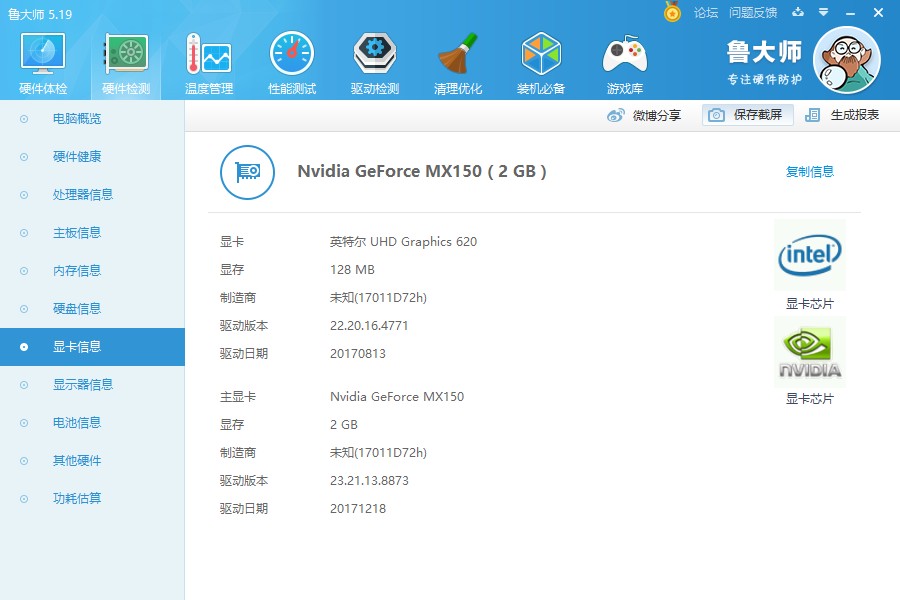 鲁大师 5.19
论坛 问题反馈
硬件体检 硬件检测 温度管理 性能测试 驱动检测 清理优化 装机必备 游戏库
鲁大师
专注硬件防护
微博分享 保存截屏 生成报表
电脑概览
硬件健康
处理器信息
主板信息
内存信息
硬盘信息
显卡信息
显示器信息
电池信息
其他硬件
功耗估算
Nvidia GeForce MX150 ( 2 GB )
复制信息
显卡 英特尔 UHD Graphics 620
显存 128 MB
制造商 未知(17011D72h)
驱动版本 22.20.16.4771
驱动日期 20170813
主显卡 Nvidia GeForce MX150
显存 2 GB
制造商 未知(17011D72h)
驱动版本 23.21.13.8873
驱动日期 20171218
intel
显卡芯片
NVIDIA
显卡芯片